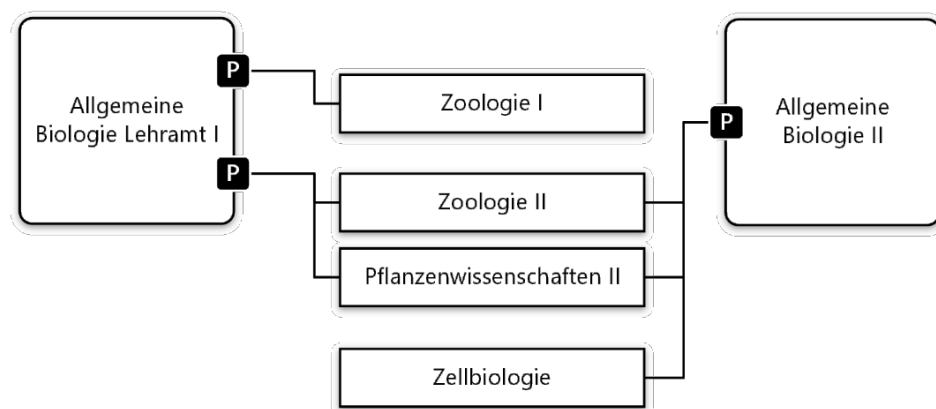 Allgemeine
Biologie Lehramt I
P
P
Zoologie I
Zoologie II
Pflanzenwissenschaften II
Zellbiologie
P
Allgemeine
Biologie II